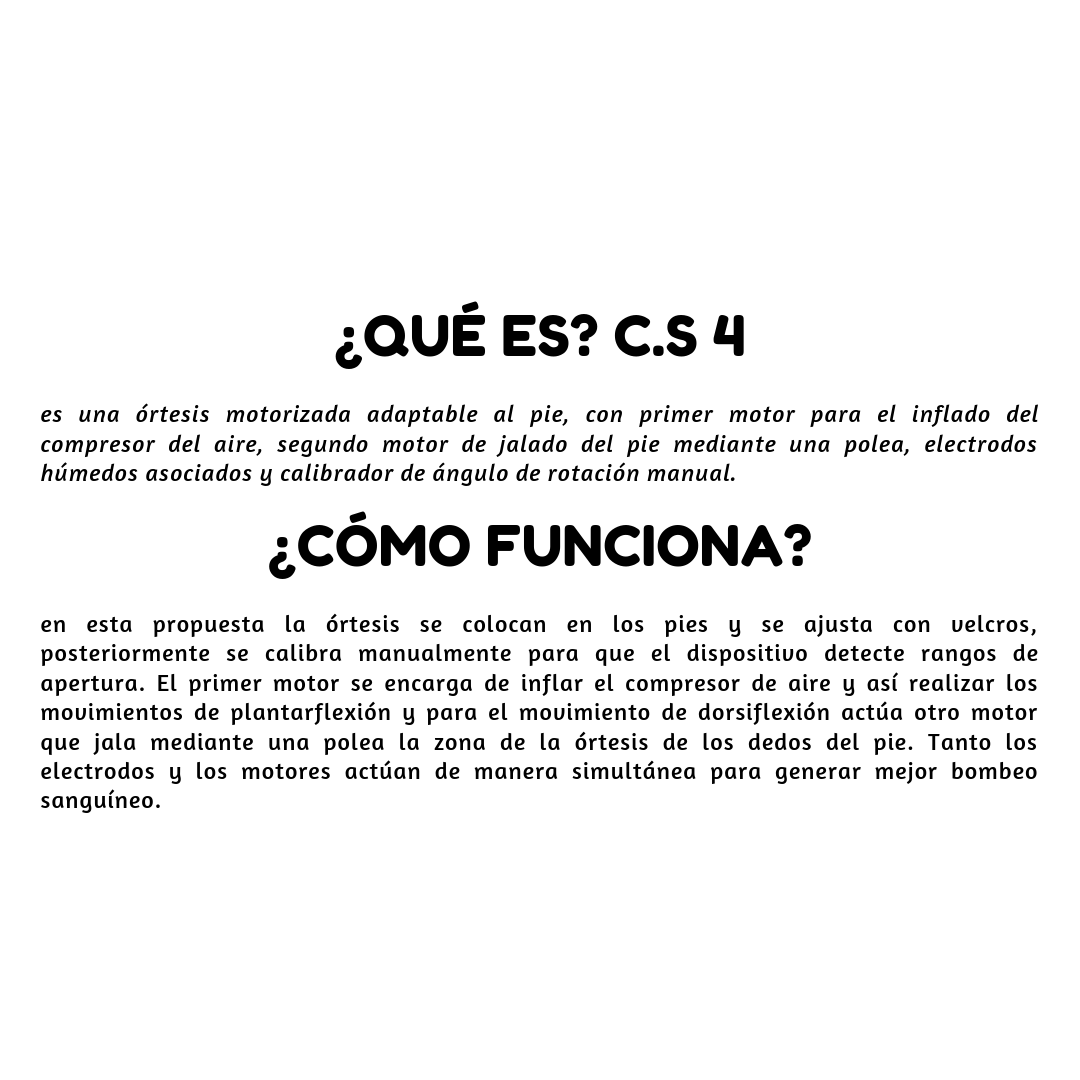 ¿QUÉ ES? C.S 4
es una órtesis motorizada adaptable al pie, con primer motor para el inflado del
compresor del aire, segundo motor de jalado del pie mediante una polea, electrodos
húmedos asociados y calibrador de ángulo de rotación manual.
¿CÓMO FUNCIONA?
en esta propuesta la órtesis se colocan en los pies y se ajusta con velcros,
posteriormente se calibra manualmente para que el dispositivo detecte rangos de
apertura. El primer motor se encarga de inflar el compresor de aire y así realizar los
movimientos de plantarflexión y para el movimiento de dorsiflexión actúa otro motor
que jala mediante una polea la zona de la órtesis de los dedos del pie. Tanto los
electrodos y los motores actúan de manera simultánea para generar mejor bombeo
sanguíneo.